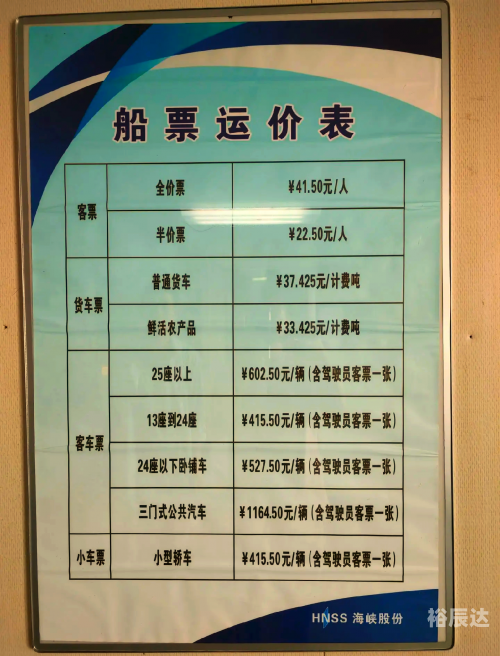 船票运价表
客票
全价票 ¥41.50元/人
半价票 ¥22.50元/人
货车票
普通货车 ¥37.425元/计费吨
鲜活农产品 ¥33.425元/计费吨
客车票
25座以上 ¥602.50元/辆(含驾驶员客票一张)
13座到24座 ¥415.50元/辆(含驾驶员客票一张)
24座以下卧铺车 ¥527.50元/辆(含驾驶员客票一张)
三门式公共汽车 ¥1164.50元/辆(含驾驶员客票一张)
小车票 小型轿车 ¥415.50元/辆(含驾驶员客票一张)
HNSS 海峡股份
裕辰达